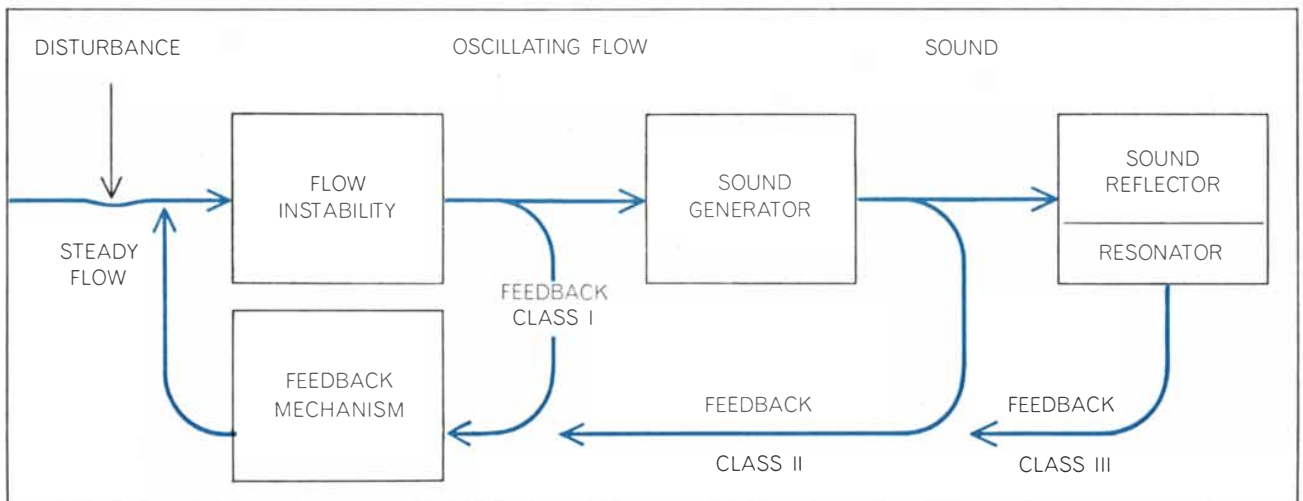 DISTURBANCE
OSCILLATING FLOW
SOUND
FLOW
INSTABILITY
SOUND
GENERATOR
SOUND
REFLECTOR
RESONATOR
STEADY
FLOW
FEEDBACK
CLASS I
FEEDBACK
MECHANISM
FEEDBACK
CLASS II
FEEDBACK
CLASS III